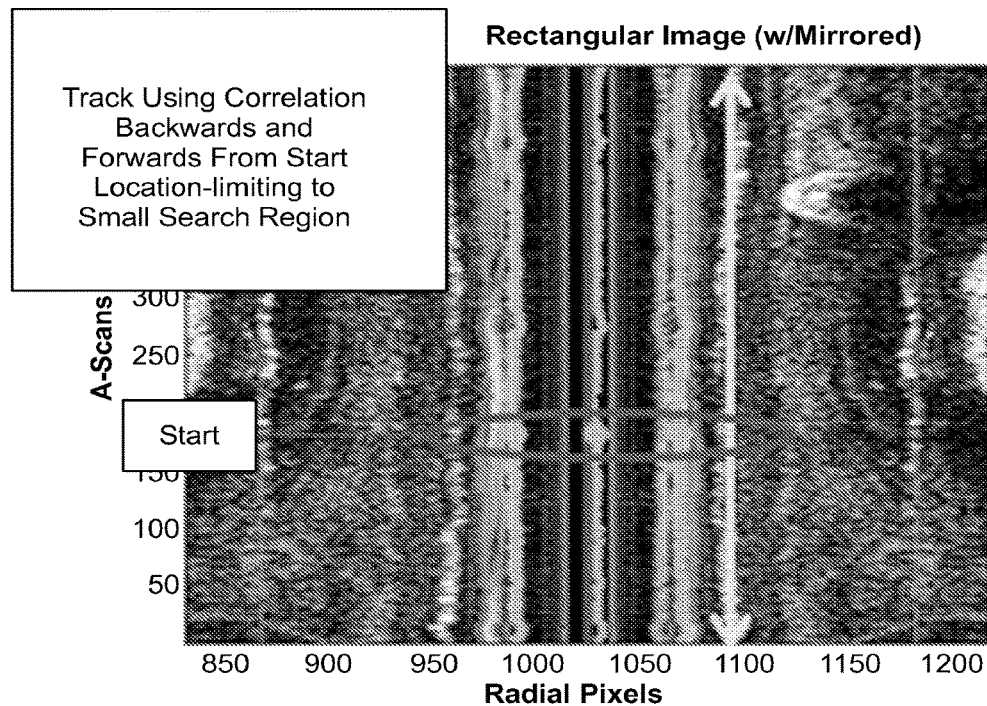 Rectangular Image (w/Mirrored)
Track Using Correlation
Backwards and
Forwards From Start
Location-limiting to
Small Search Region
A-Scans
300
250
Start
150
100
50
850 900 950 1000 1050 1100 1150 1200
Radial Pixels